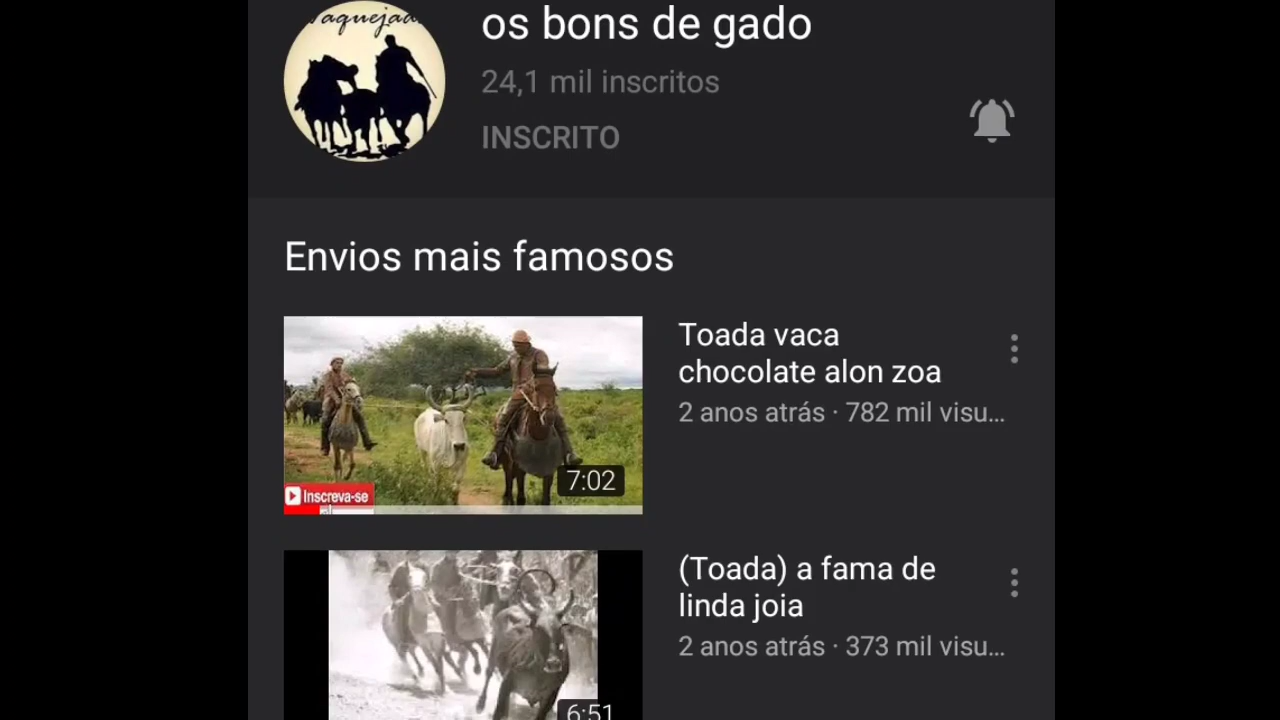 vaquejada
os bons de gado
24,1 mil inscritos
INSCRITO
Envios mais famosos
Toada vaca
chocolate alon zoa
2 anos atrás · 782 mil visu...
7:02
Inscreva-se
(Toada) a fama de
linda joia
2 anos atrás · 373 mil visu...
6:51